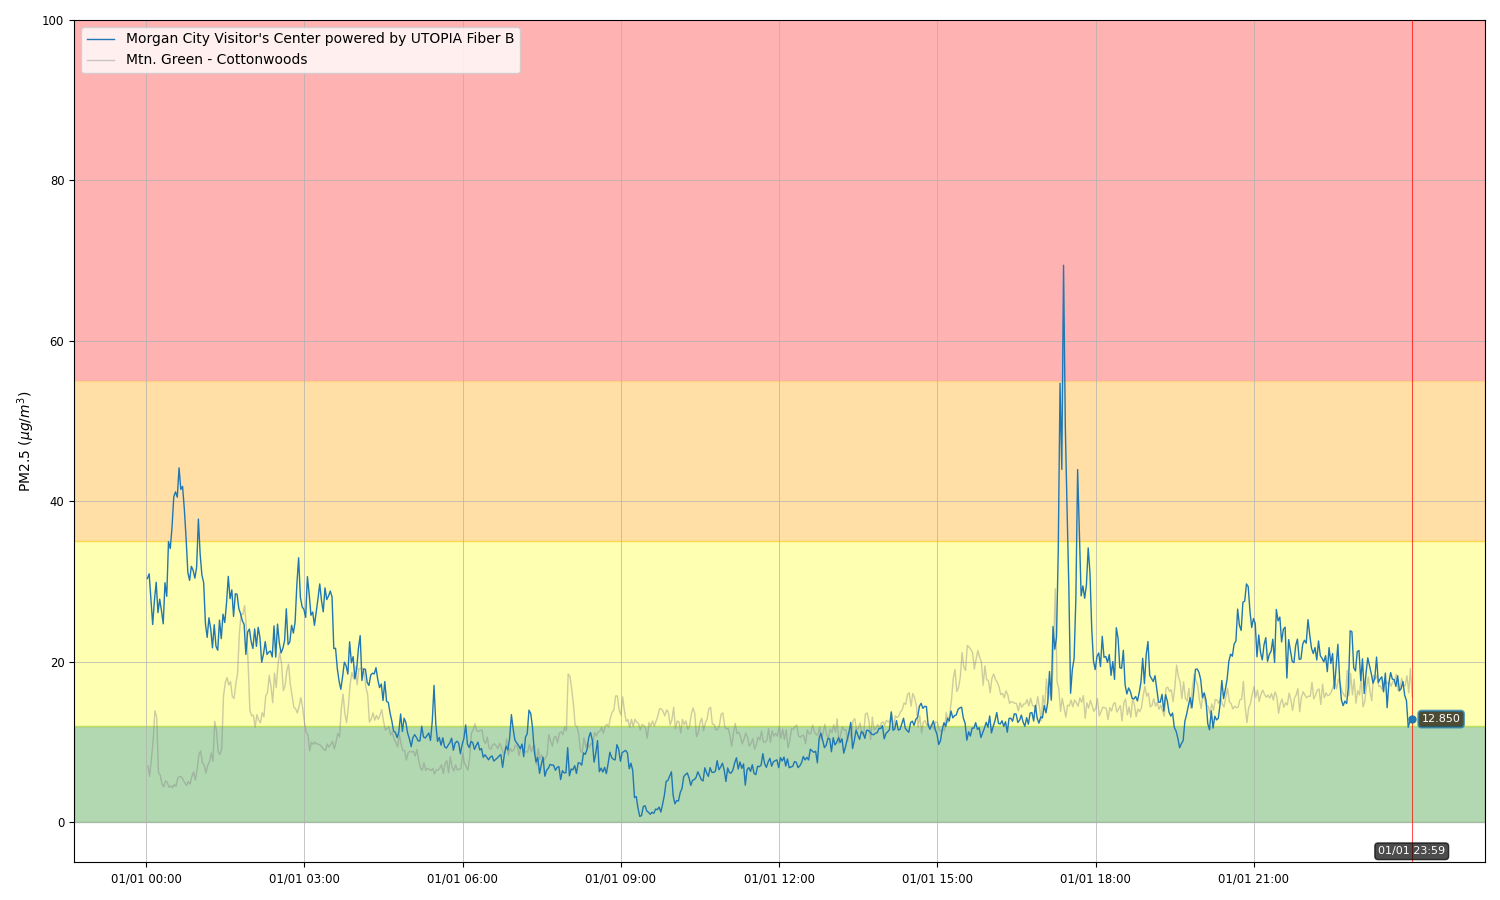 100
Morgan City Visitor's Center powered by UTOPIA Fiber B
Mtn. Green - Cottonwoods
80
60
40
20
0
PM2.5 (μg/m³)
12.850
01/01 23:59
01/01 00:00 01/01 03:00 01/01 06:00 01/01 09:00 01/01 12:00 01/01 15:00 01/01 18:00 01/01 21:00